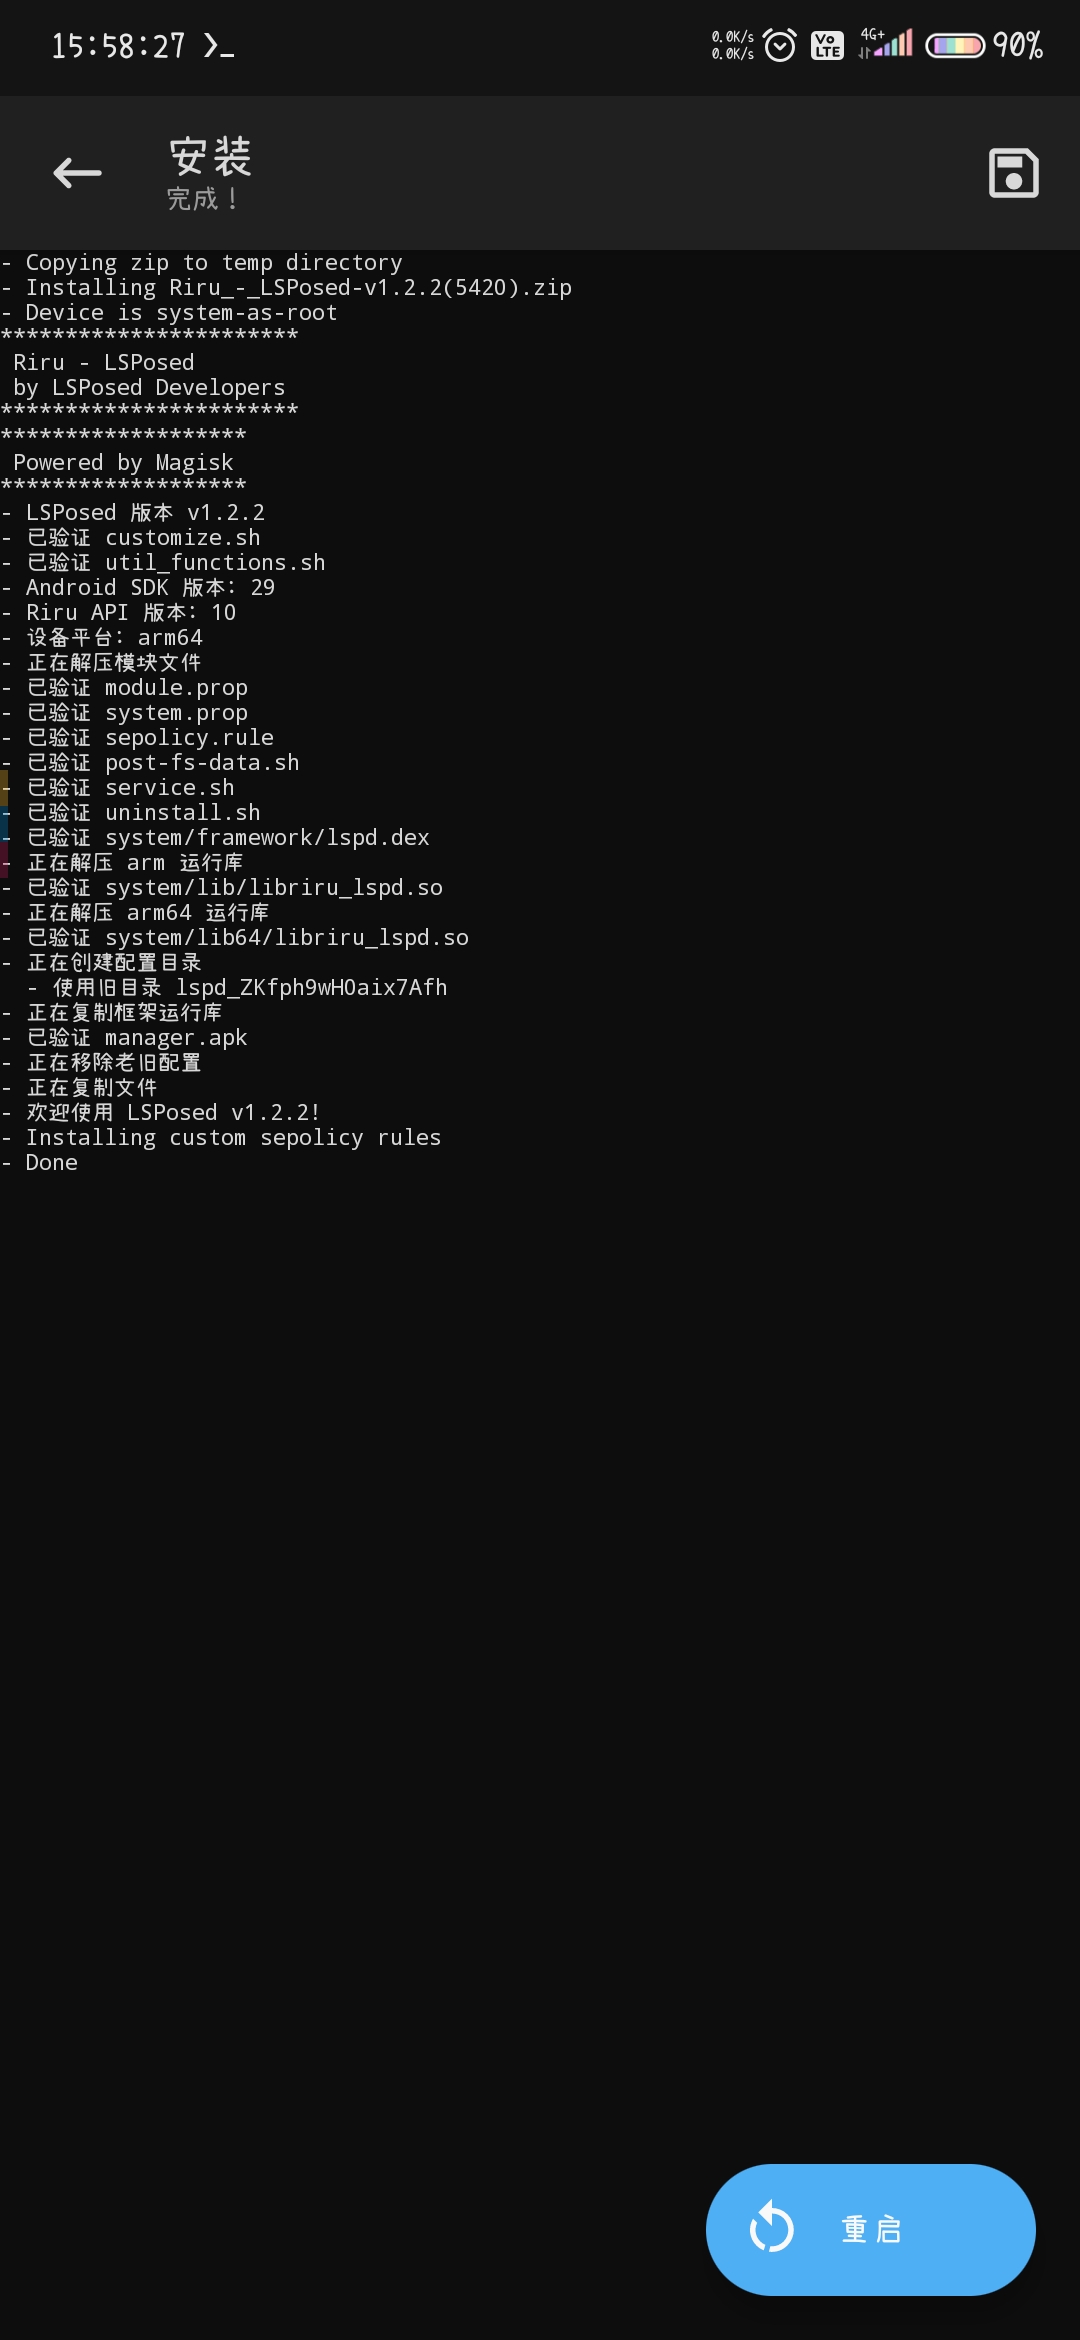 15:58:27 ❯_
0.0K/s
0.0K/s
Vo
LTE
4G+
90%
安装
完成！
- Copying zip to temp directory
- Installing Riru_-_LSPosed-v1.2.2(5420).zip
- Device is system-as-root
***********************
Riru - LSPosed
by LSPosed Developers
***********************
*******************
Powered by Magisk
*******************
- LSPosed 版本 v1.2.2
- 已验证 customize.sh
- 已验证 util_functions.sh
- Android SDK 版本: 29
- Riru API 版本: 10
- 设备平台: arm64
- 正在解压模块文件
- 已验证 module.prop
- 已验证 system.prop
- 已验证 sepolicy.rule
- 已验证 post-fs-data.sh
- 已验证 service.sh
- 已验证 uninstall.sh
- 已验证 system/framework/lspd.dex
- 正在解压 arm 运行库
- 已验证 system/lib/libriru_lspd.so
- 正在解压 arm64 运行库
- 已验证 system/lib64/libriru_lspd.so
- 正在创建配置目录
- 使用旧目录 lspd_ZKfph9wHOaix7Afh
- 正在复制框架运行库
- 已验证 manager.apk
- 正在移除老旧配置
- 正在复制文件
- 欢迎使用 LSPosed v1.2.2!
- Installing custom sepolicy rules
- Done
重启